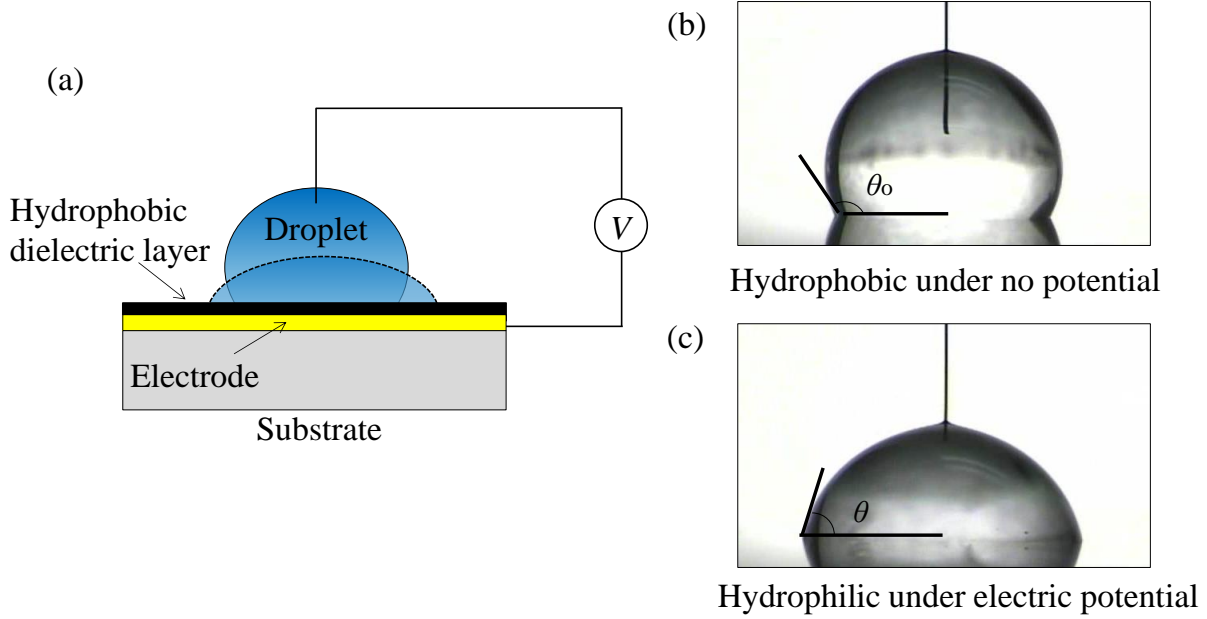 (a)
Hydrophobic
dielectric layer
Droplet
V
Electrode
Substrate
(b)
θo
Hydrophobic under no potential
(c)
θ
Hydrophilic under electric potential